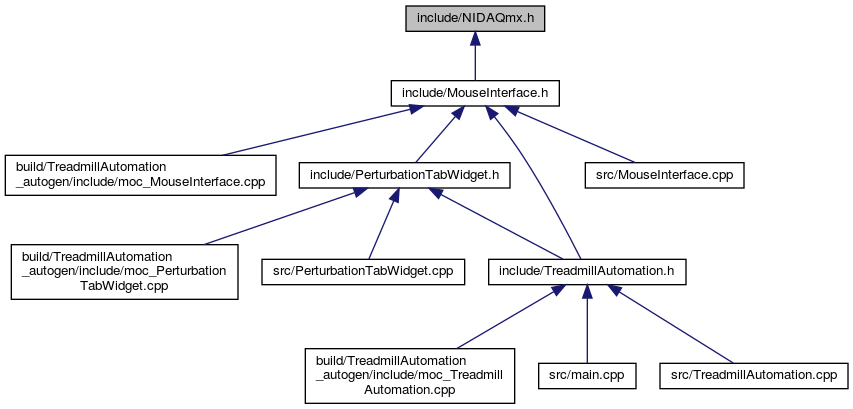 include/NIDAQmx.h
include/MouseInterface.h
build/TreadmillAutomation
_autogen/include/moc_MouseInterface.cpp
include/PerturbationTabWidget.h
src/MouseInterface.cpp
build/TreadmillAutomation
_autogen/include/moc_Perturbation
TabWidget.cpp
src/PerturbationTabWidget.cpp
include/TreadmillAutomation.h
build/TreadmillAutomation
_autogen/include/moc_Treadmill
Automation.cpp
src/main.cpp
src/TreadmillAutomation.cpp